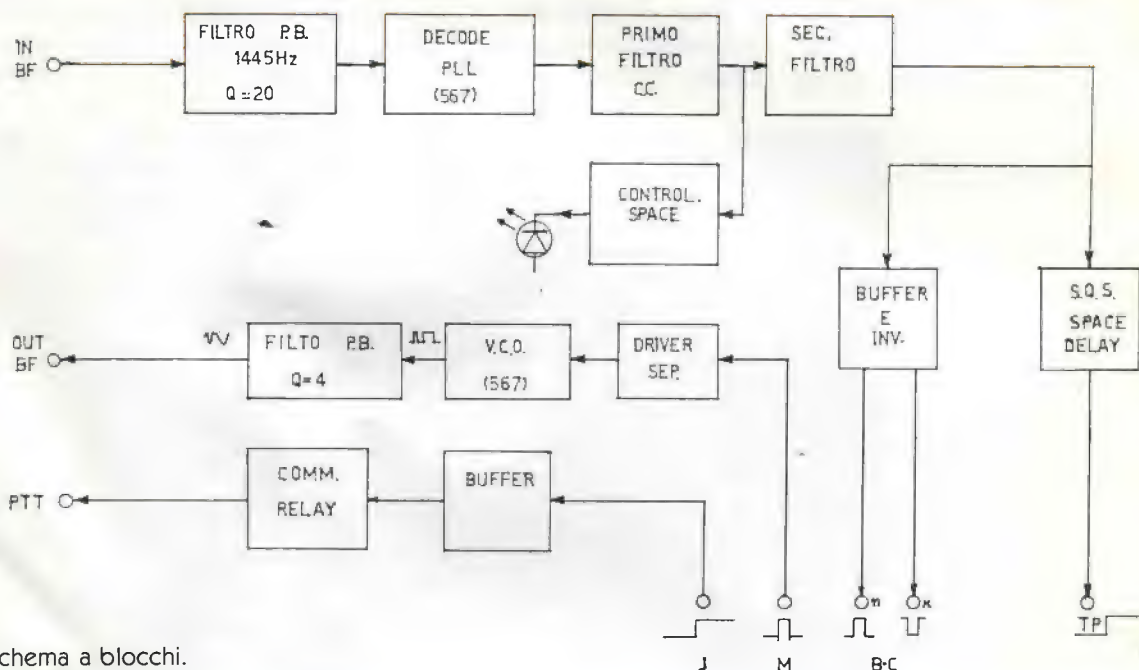 IN
BF
FILTRO P.B.
1445Hz
Q=20
DECODE
PLL
(567)
PRIMO
FILTRO
C.C.
SEC.
FILTRO
CONTROL.
SPACE
BUFFER
E
INV.
S.Q.S.
SPACE
DELAY
OUT
BF
FILTO P.B.
Q=4
V.C.O.
(567)
DRIVER
SEP.
PTT
COMM.
RELAY
BUFFER
TP
J
M
B-C
chema a blocchi.